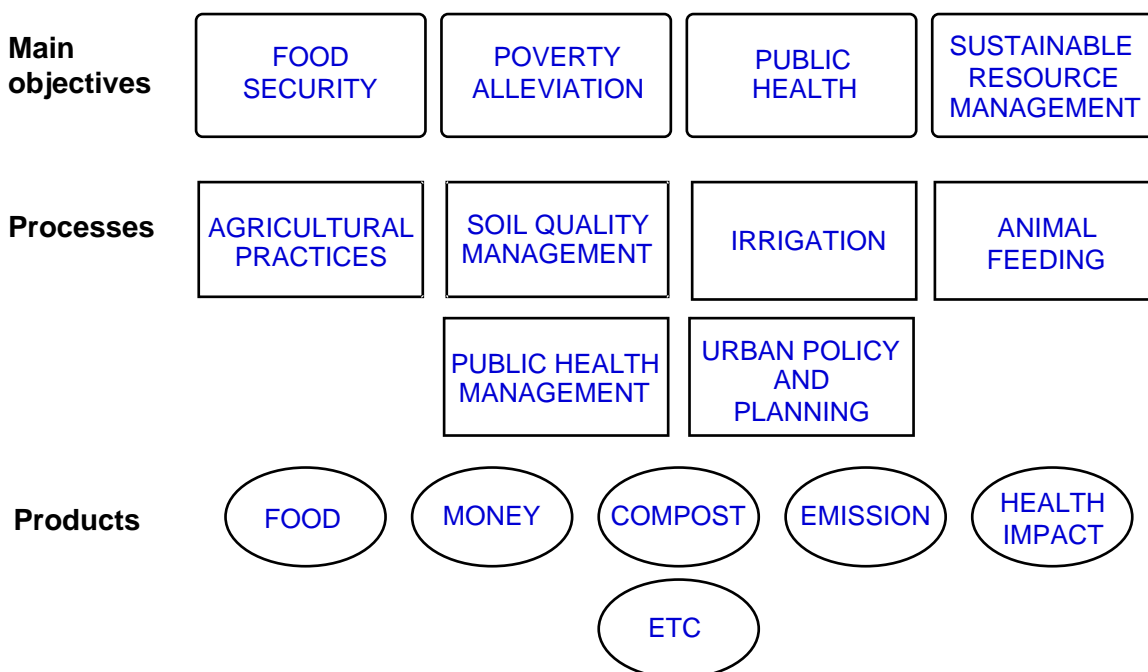 Main
objectives
FOOD
SECURITY
POVERTY
ALLEVIATION
PUBLIC
HEALTH
SUSTAINABLE
RESOURCE
MANAGEMENT
Processes
AGRICULTURAL
PRACTICES
SOIL QUALITY
MANAGEMENT
IRRIGATION
ANIMAL
FEEDING
PUBLIC HEALTH
MANAGEMENT
URBAN POLICY
AND
PLANNING
Products
FOOD
MONEY
COMPOST
EMISSION
HEALTH
IMPACT
ETC